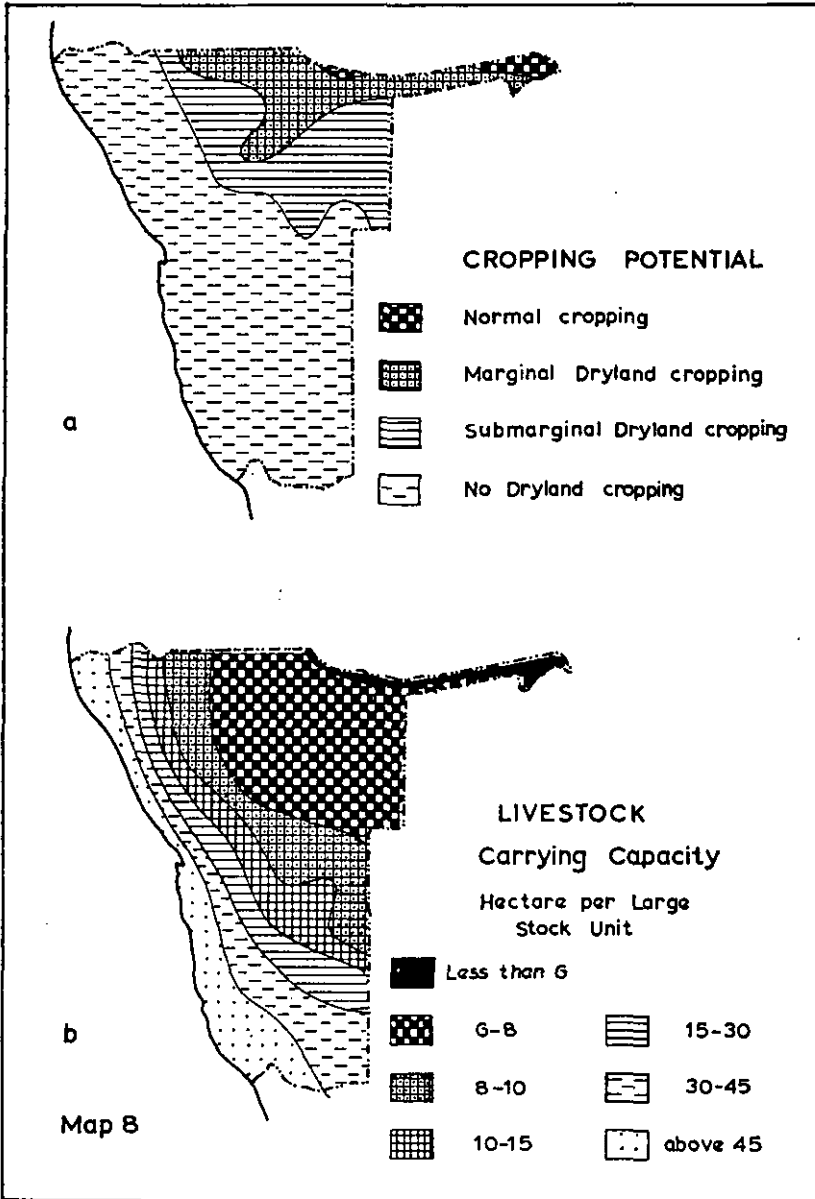 a
CROPPING POTENTIAL
Normal cropping
Marginal Dryland cropping
Submarginal Dryland cropping
No Dryland cropping
b
LIVESTOCK
Carrying Capacity
Hectare per Large
Stock Unit
Less than 6
6-8
8-10
10-15
15-30
30-45
above 45
Map 8